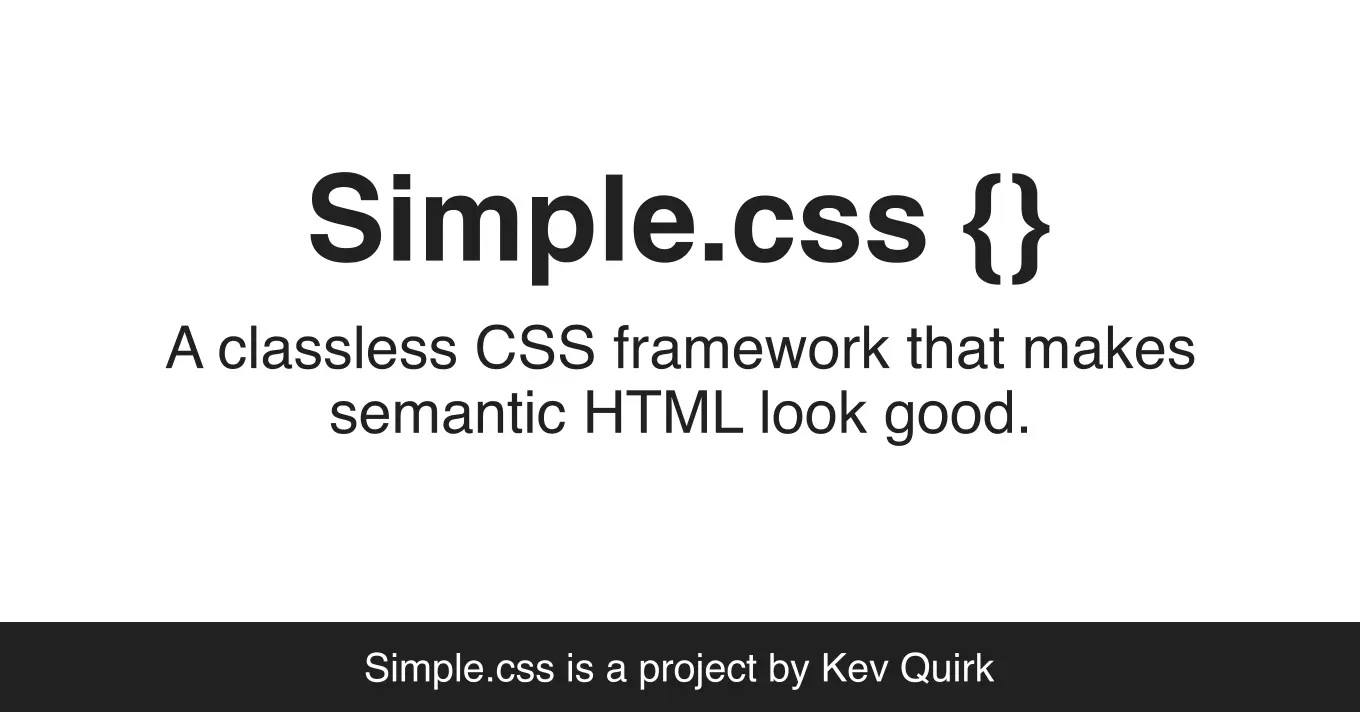 Simple.css {}
A classless CSS framework that makes
semantic HTML look good.
Simple.css is a project by Kev Quirk